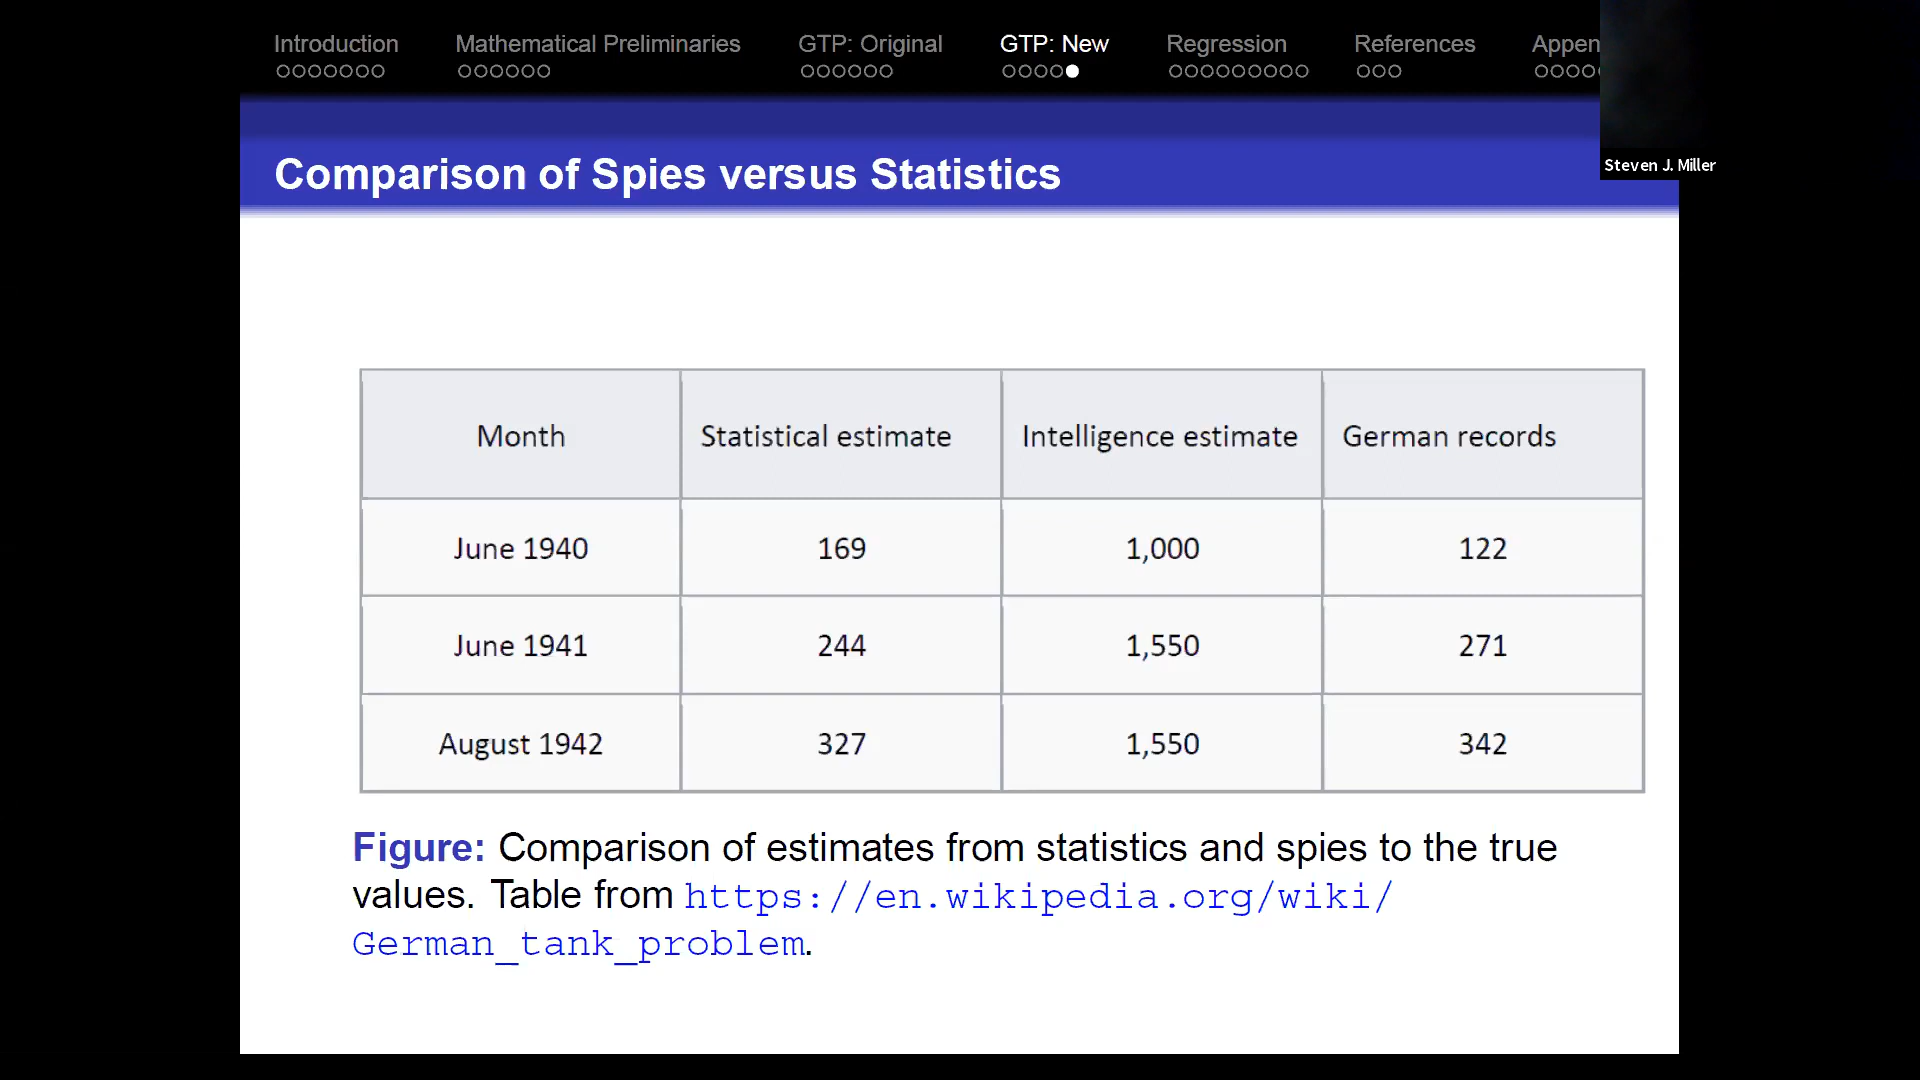 Introduction Mathematical Preliminaries GTP: Original GTP: New Regression References Appen
Steven J. Miller
Comparison of Spies versus Statistics
Month Statistical estimate Intelligence estimate German records
June 1940 169 1,000 122
June 1941 244 1,550 271
August 1942 327 1,550 342
Figure: Comparison of estimates from statistics and spies to the true
values. Table from https://en.wikipedia.org/wiki/
German_tank_problem.